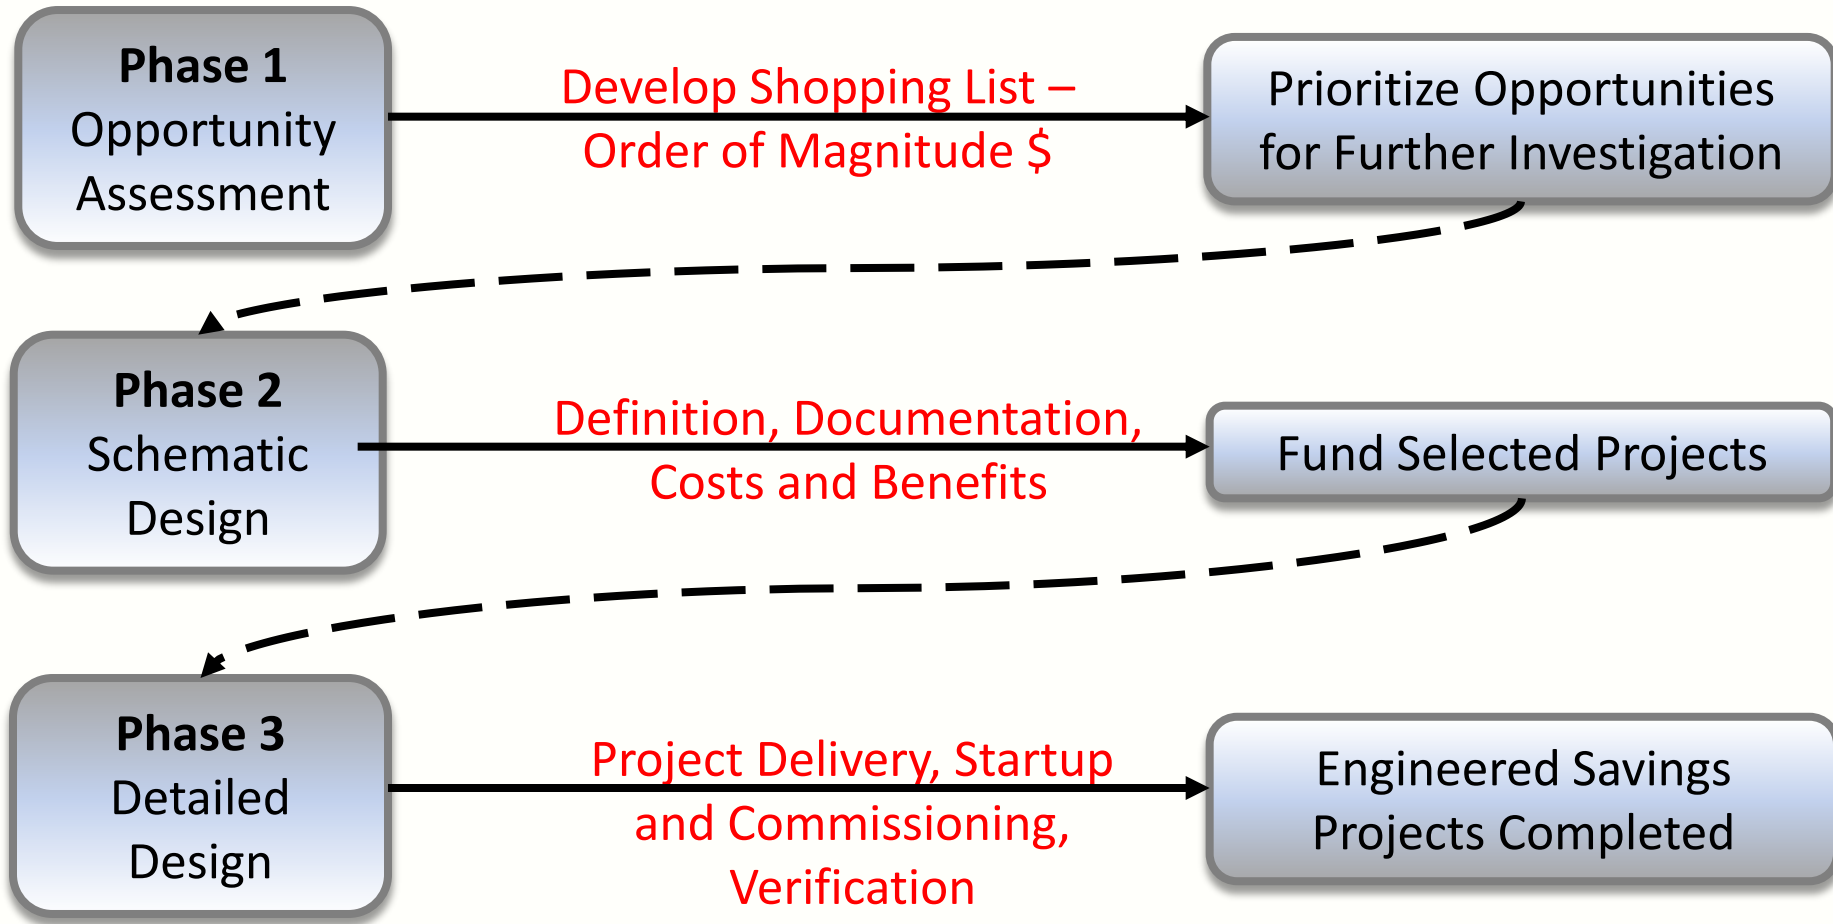 Phase 1
Opportunity
Assessment
Develop Shopping List –
Order of Magnitude $
Prioritize Opportunities
for Further Investigation
Phase 2
Schematic
Design
Definition, Documentation,
Costs and Benefits
Fund Selected Projects
Phase 3
Detailed
Design
Project Delivery, Startup
and Commissioning,
Verification
Engineered Savings
Projects Completed